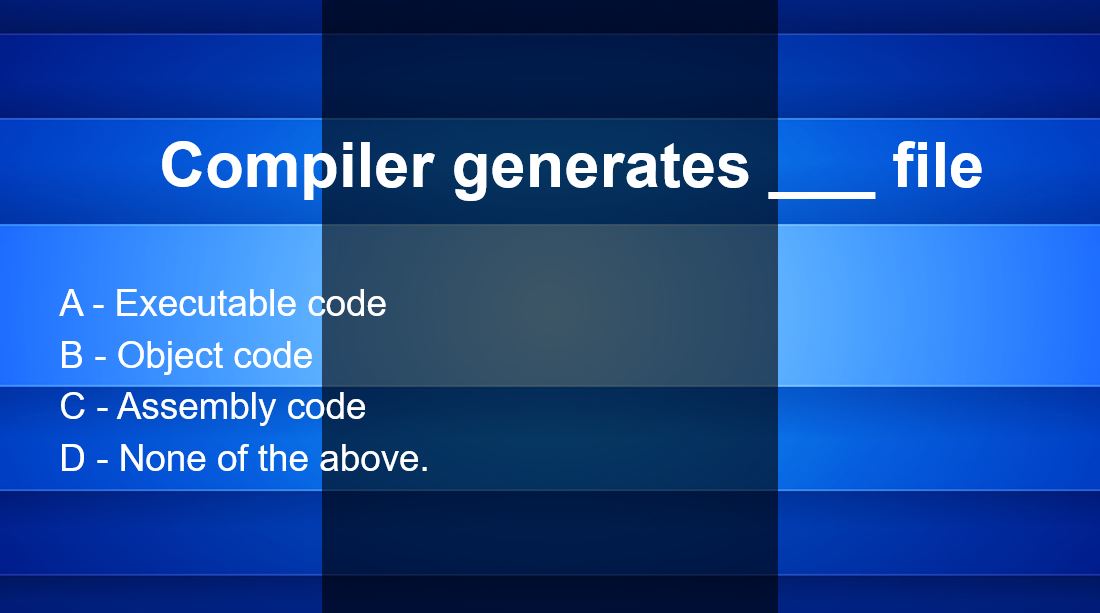 Compiler generates ___ file
A - Executable code
B - Object code
C - Assembly code
D - None of the above.